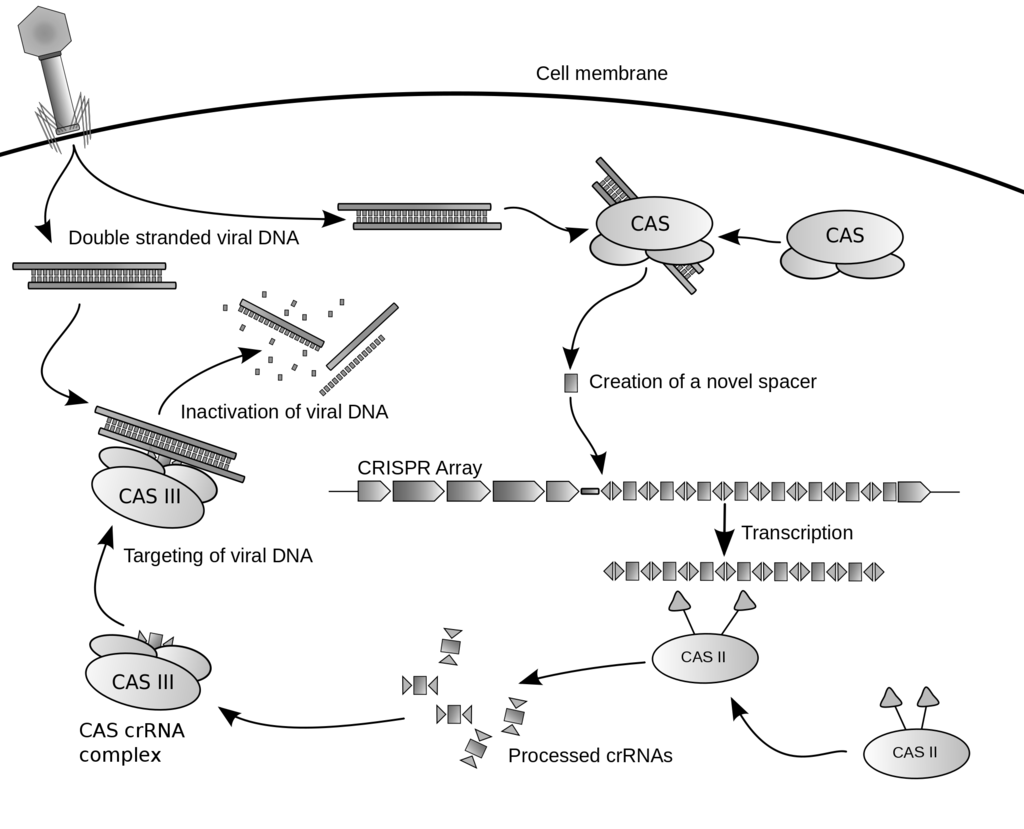 Cell membrane
Double stranded viral DNA
CAS
CAS
Creation of a novel spacer
Inactivation of viral DNA
CRISPR Array
CAS III
Transcription
Targeting of viral DNA
CAS II
CAS III
CAS crRNA
complex
Processed crRNAs
CAS II